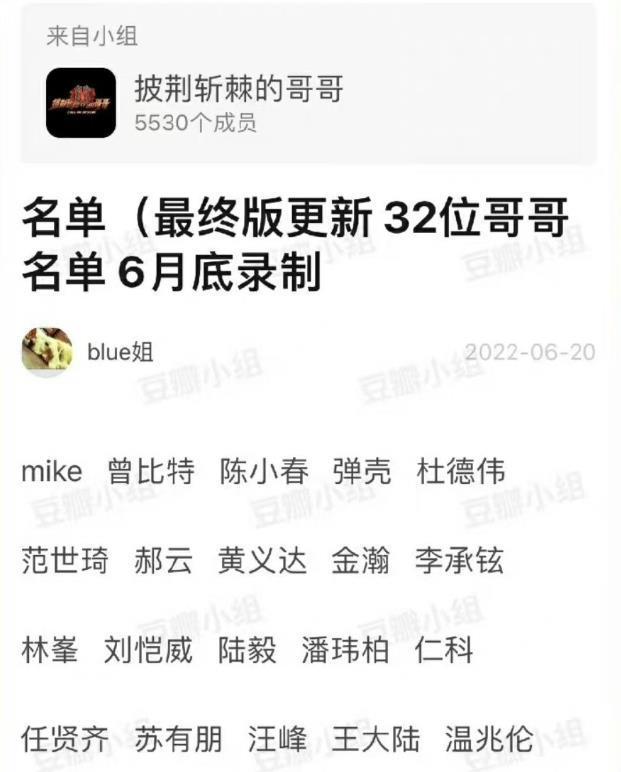 来自小组
披荆斩棘的哥哥
5530个成员
名单（最终版更新 32位哥哥
名单 6月底录制
blue姐
2022-06-20
mike 曾比特 陈小春 弹壳 杜德伟
范世琦 郝云 黄义达 金瀚 李承铉
林峯 刘恺威 陆毅 潘玮柏 仁科
任贤齐 苏有朋 汪峰 王大陆 温兆伦
豆瓣小组